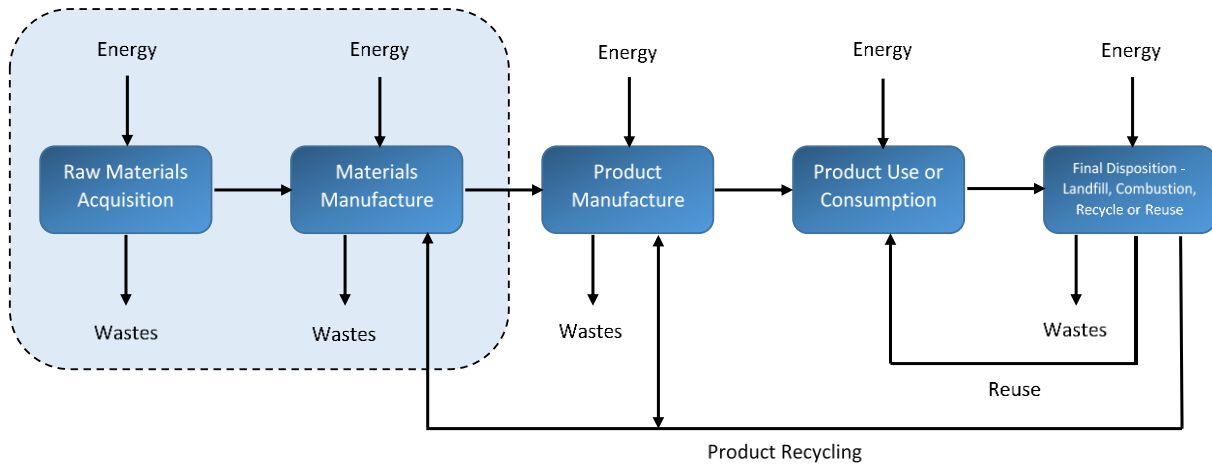 Energy
Energy
Energy
Energy
Energy
Raw Materials
Acquisition
Materials
Manufacture
Product
Manufacture
Product Use or
Consumption
Final Disposition -
Landfill, Combustion,
Recycle or Reuse
Wastes
Wastes
Wastes
Wastes
Reuse
Product Recycling